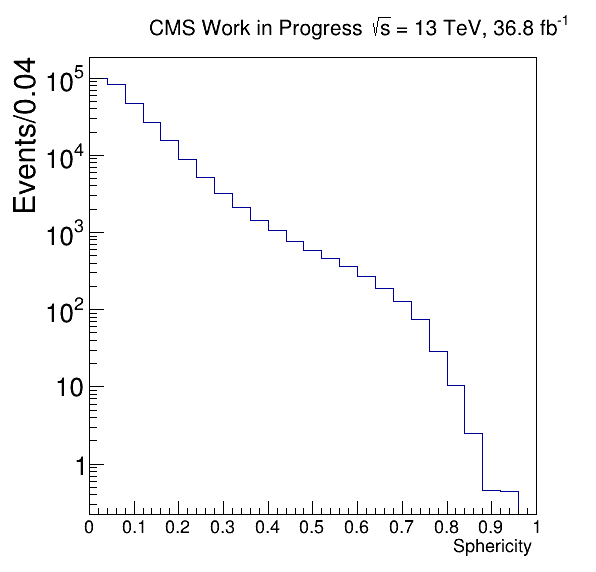 CMS Work in Progress √s = 13 TeV, 36.8 fb⁻¹
Events/0.04
10⁵
10⁴
10³
10²
10
1
0 0.1 0.2 0.3 0.4 0.5 0.6 0.7 0.8 0.9 1
Sphericity